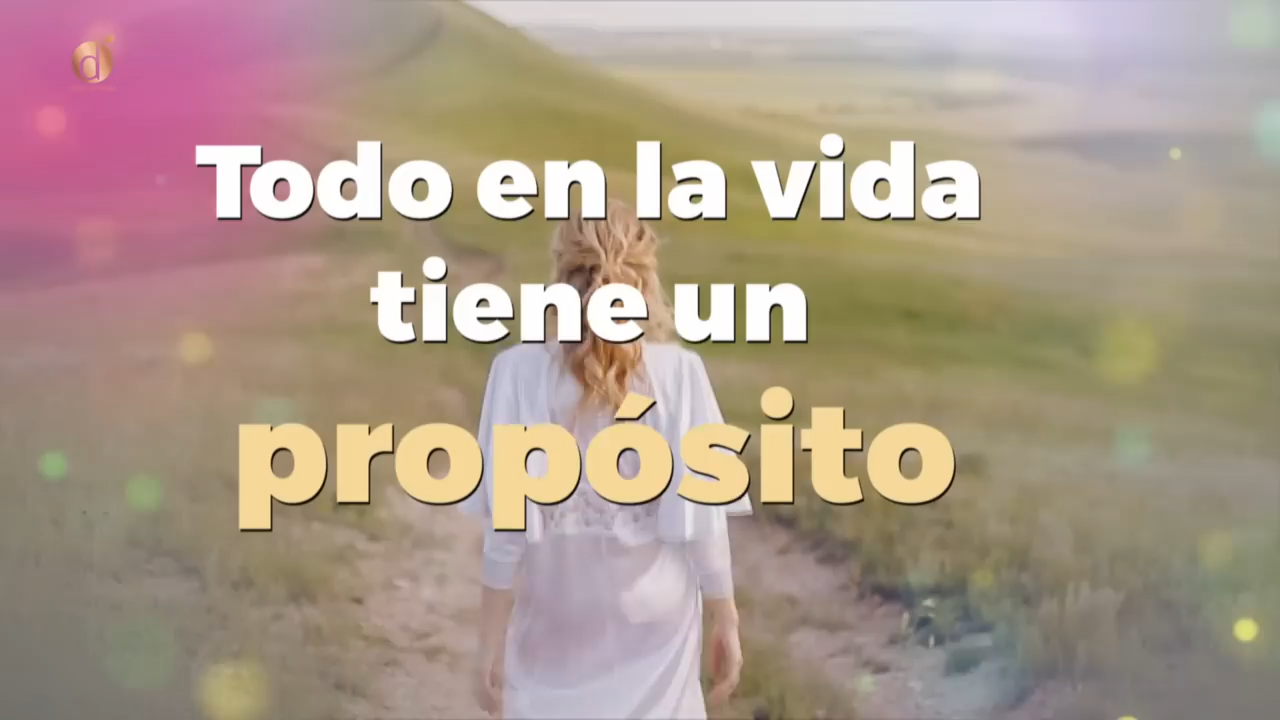 d
Todo en la vida
tiene un
propósito